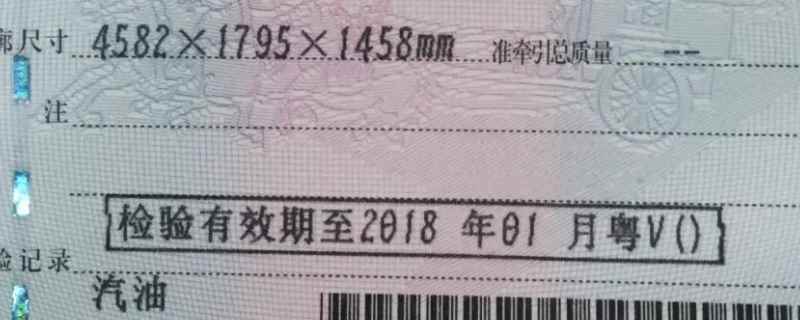 廓尺寸 4582×1795×1458mm 准牵引总质量 --
注
检验有效期至2018 年01 月粤V()
验记录
汽油